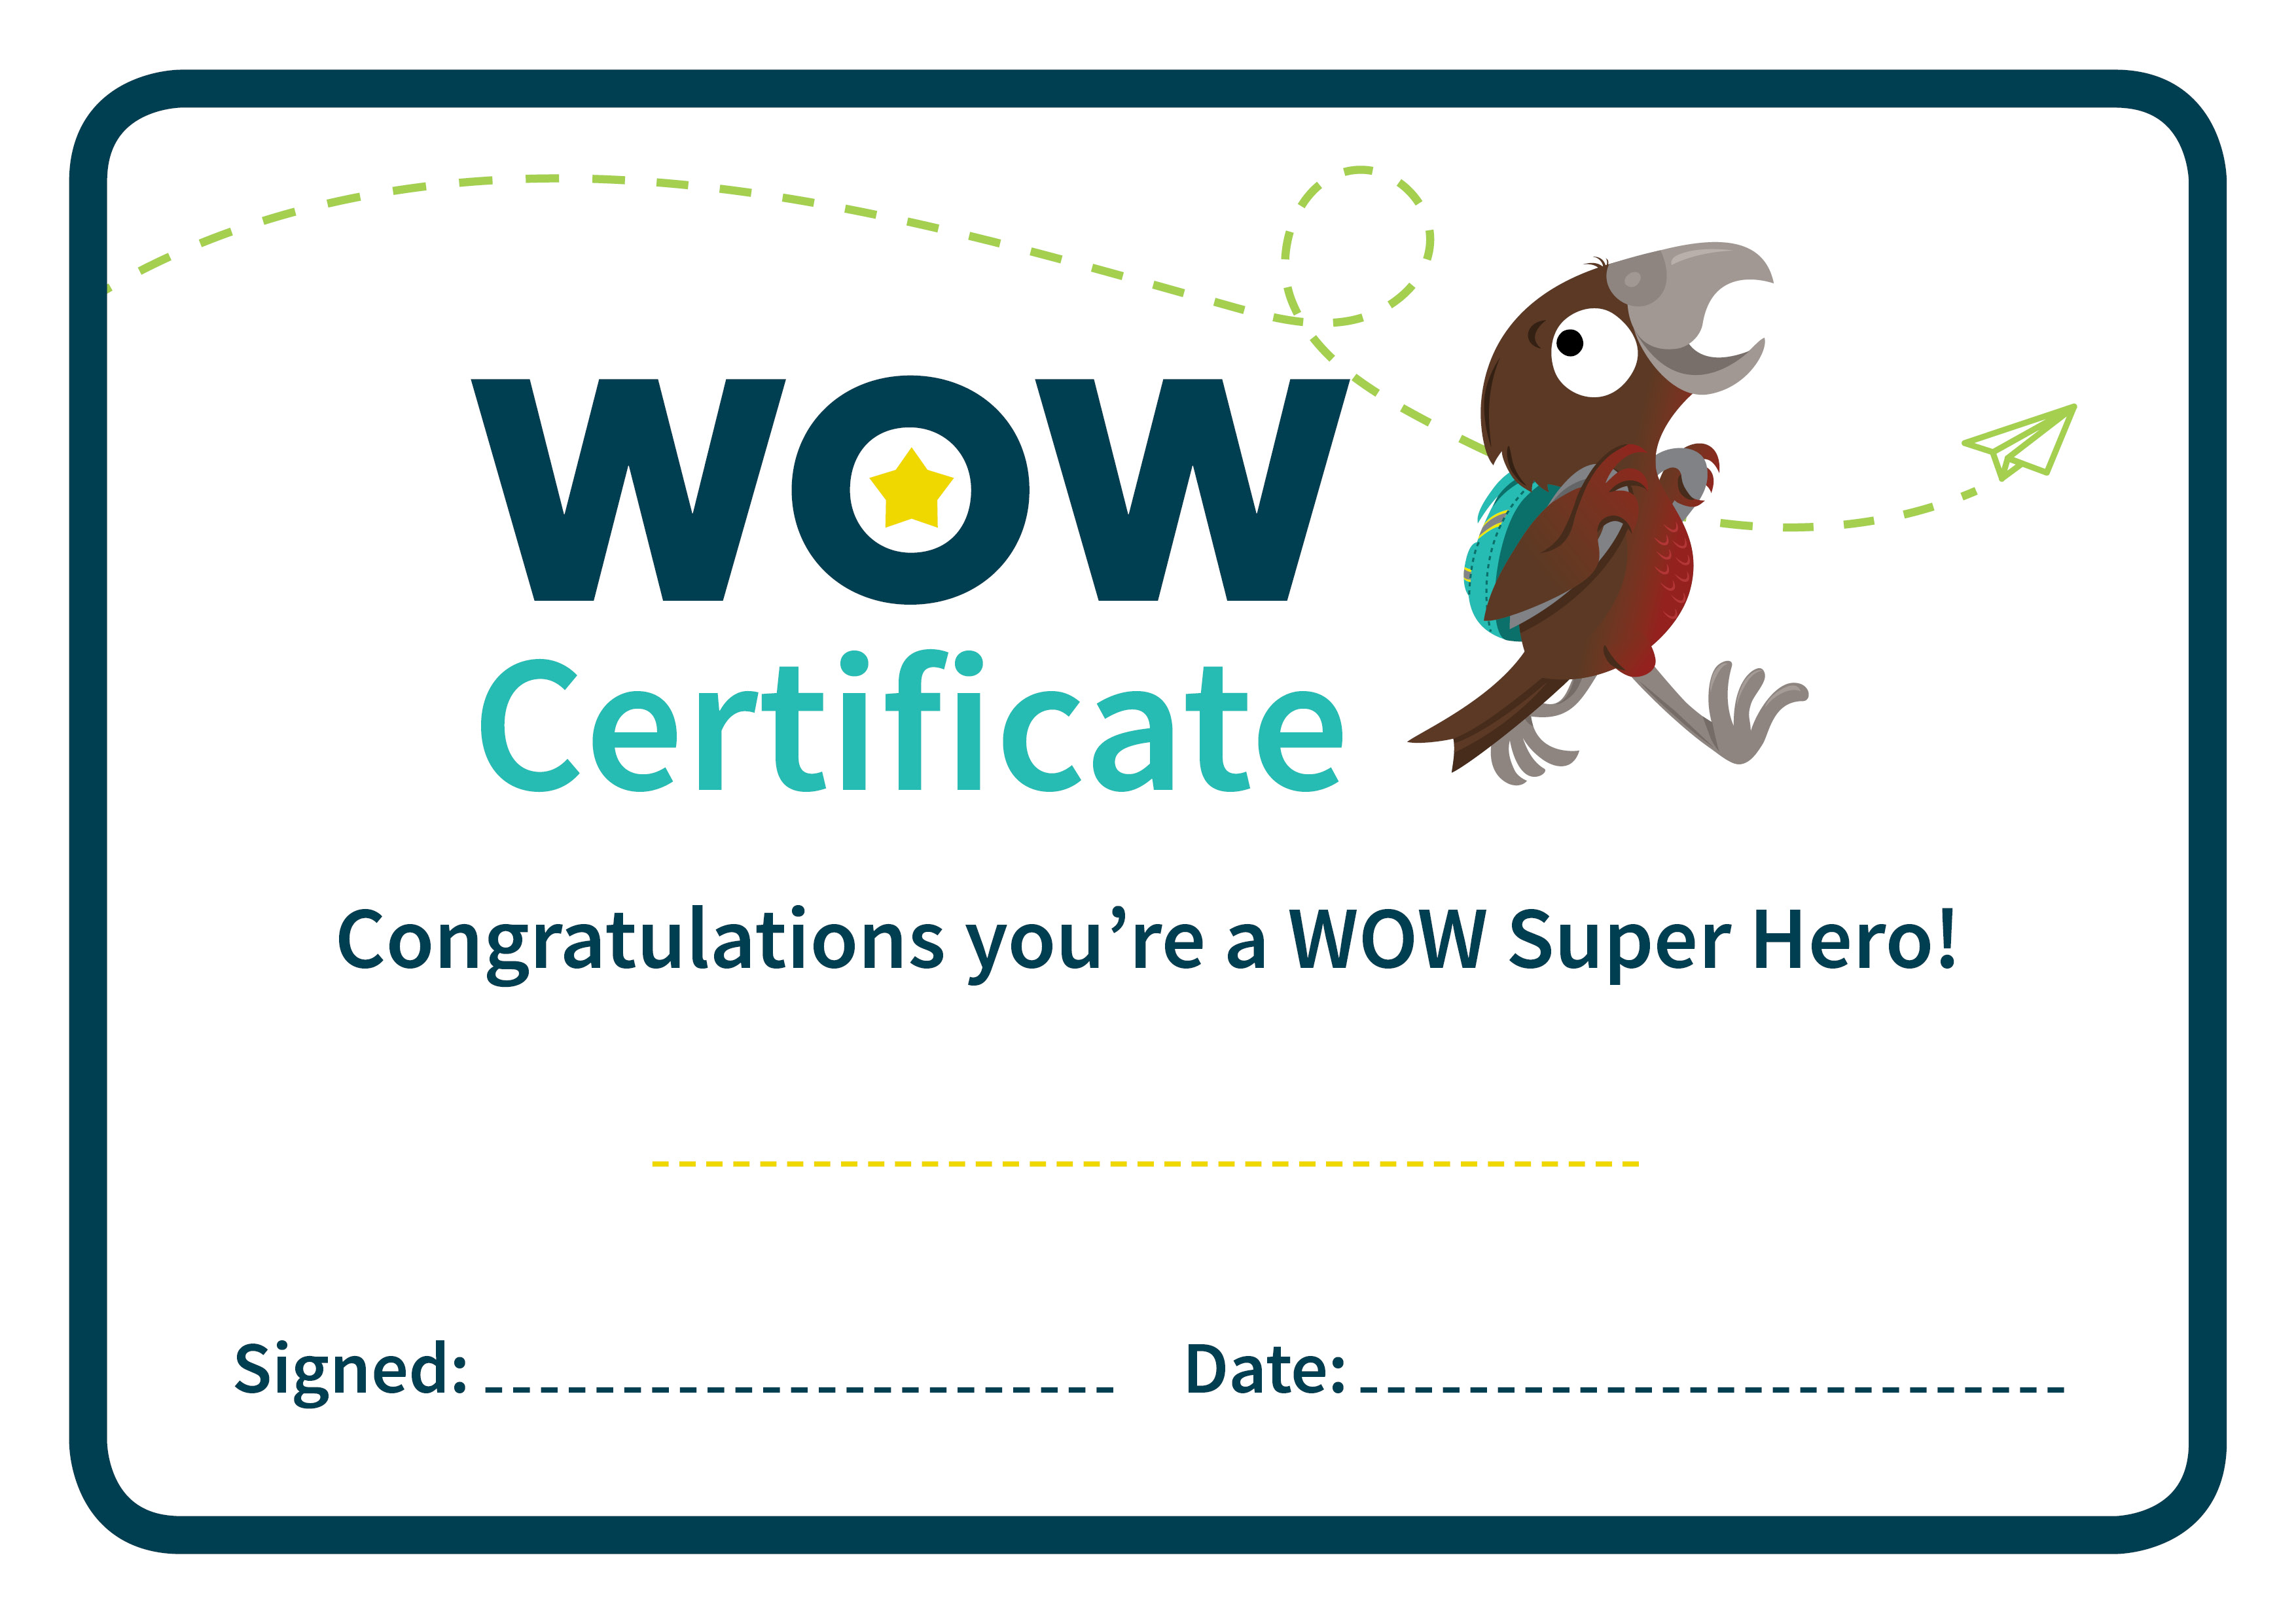 WOW
Certificate
Congratulations you’re a WOW Super Hero!
Signed:
Date: